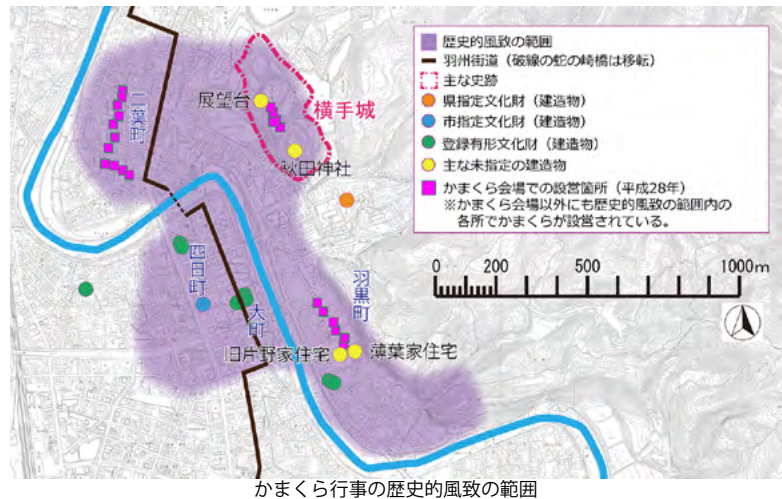 歴史的風致の範囲
羽州街道（破線の蛇の崎橋は移転）
主な史跡
県指定文化財（建造物）
市指定文化財（建造物）
登録有形文化財（建造物）
主な未指定の建造物
かまくら会場での設営箇所（平成28年）
※かまくら会場以外にも歴史的風致の範囲内の
各所でかまくらが設営されている。
0 200 500 1000m
二葉町
展望台
横手城
秋田神社
四日町
大町
羽黒町
旧片野家住宅
薄葉家住宅
かまくら行事の歴史的風致の範囲